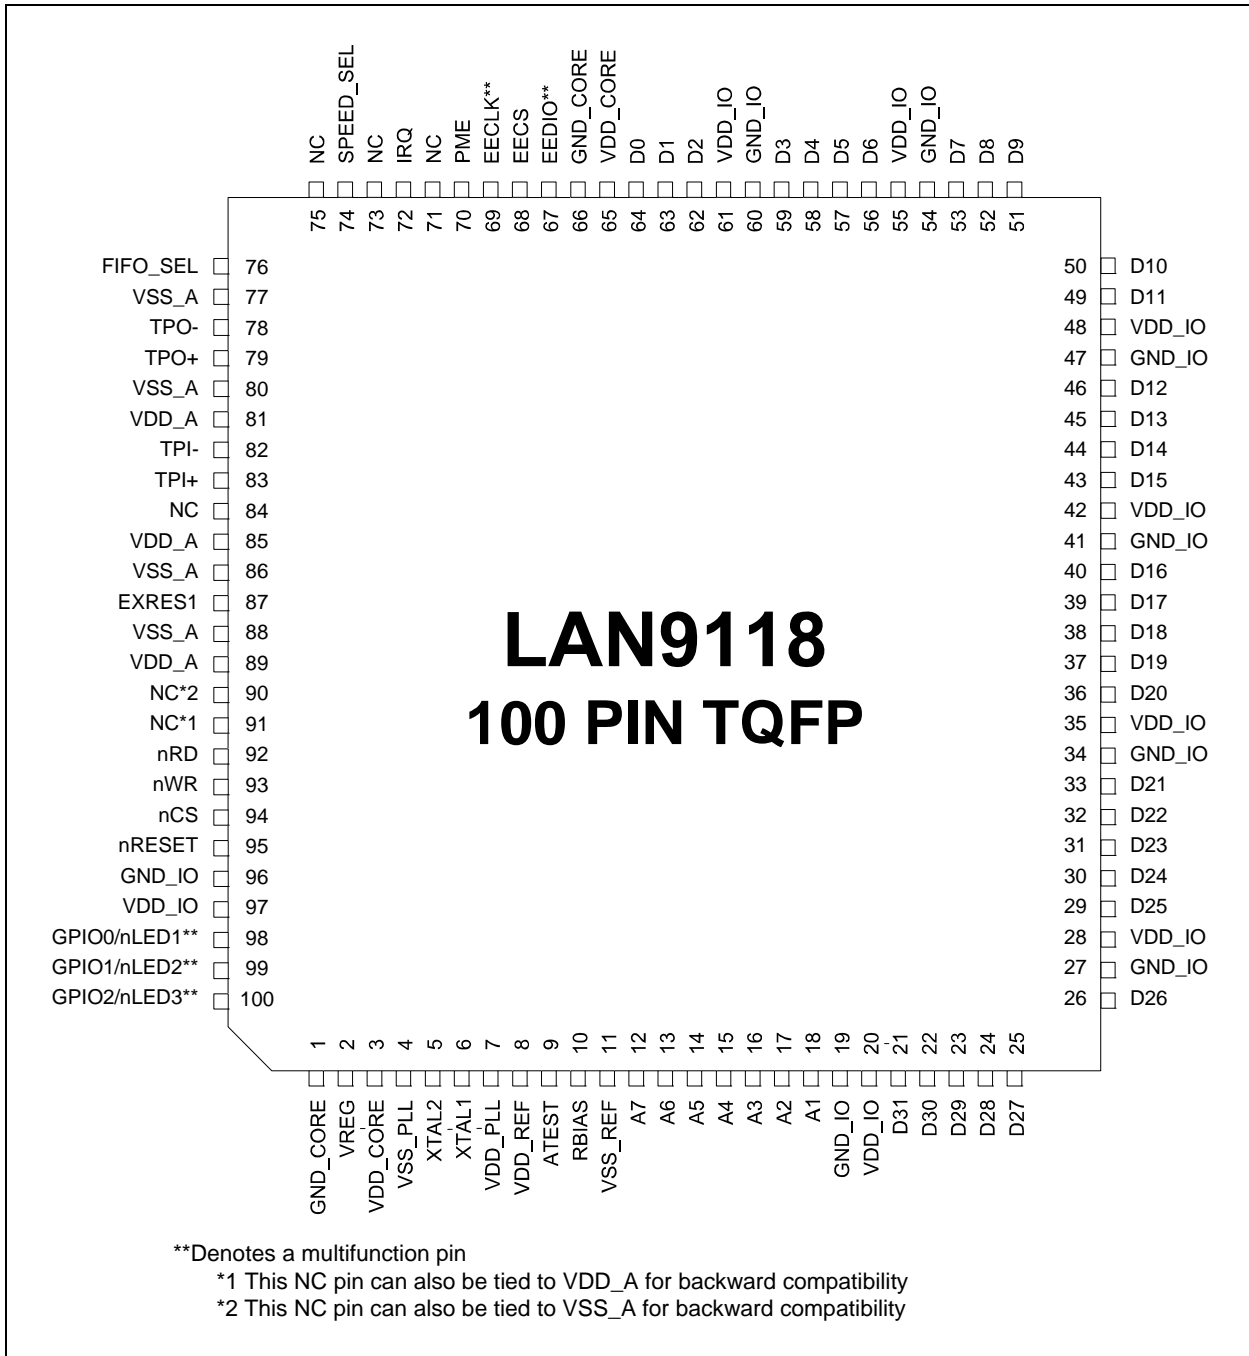 NC
SPEED_SEL
NC
IRQ
NC
PME
EECLK**
EECS
EEDIO**
GND_CORE
VDD_CORE
D0
D1
D2
VDD_IO
GND_IO
D3
D4
D5
D6
VDD_IO
GND_IO
D7
D8
D9
75
74
73
72
71
70
69
68
67
66
65
64
63
62
61
60
59
58
57
56
55
54
53
52
51
FIFO_SEL 76
VSS_A 77
TPO- 78
TPO+ 79
VSS_A 80
VDD_A 81
TPI- 82
TPI+ 83
NC 84
VDD_A 85
VSS_A 86
EXRES1 87
VSS_A 88
VDD_A 89
NC*2 90
NC*1 91
nRD 92
nWR 93
nCS 94
nRESET 95
GND_IO 96
VDD_IO 97
GPIO0/nLED1** 98
GPIO1/nLED2** 99
GPIO2/nLED3** 100
LAN9118
100 PIN TQFP
50 D10
49 D11
48 VDD_IO
47 GND_IO
46 D12
45 D13
44 D14
43 D15
42 VDD_IO
41 GND_IO
40 D16
39 D17
38 D18
37 D19
36 D20
35 VDD_IO
34 GND_IO
33 D21
32 D22
31 D23
30 D24
29 D25
28 VDD_IO
27 GND_IO
26 D26
1
2
3
4
5
6
7
8
9
10
11
12
13
14
15
16
17
18
19
20
21
22
23
24
25
GND_CORE
VREG
VDD_CORE
VSS_PLL
XTAL2
XTAL1
VDD_PLL
VDD_REF
ATEST
RBIAS
VSS_REF
A7
A6
A5
A4
A3
A2
A1
GND_IO
VDD_IO
D31
D30
D29
D28
D27
**Denotes a multifunction pin
*1 This NC pin can also be tied to VDD_A for backward compatibility
*2 This NC pin can also be tied to VSS_A for backward compatibility